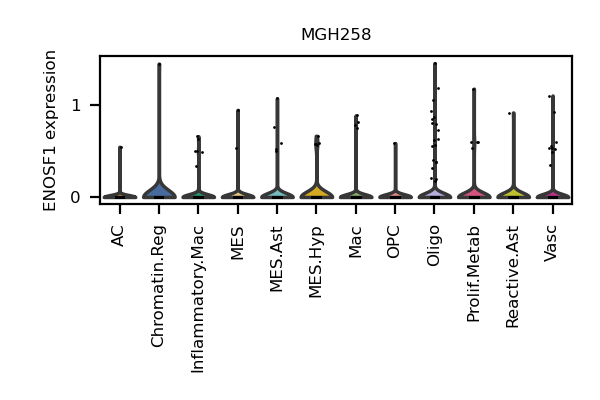 MGH258
ENOSF1 expression
1
0
AC
Chromatin.Reg
Inflammatory.Mac
MES
MES.Ast
MES.Hyp
Mac
OPC
Oligo
Prolif.Metab
Reactive.Ast
Vasc